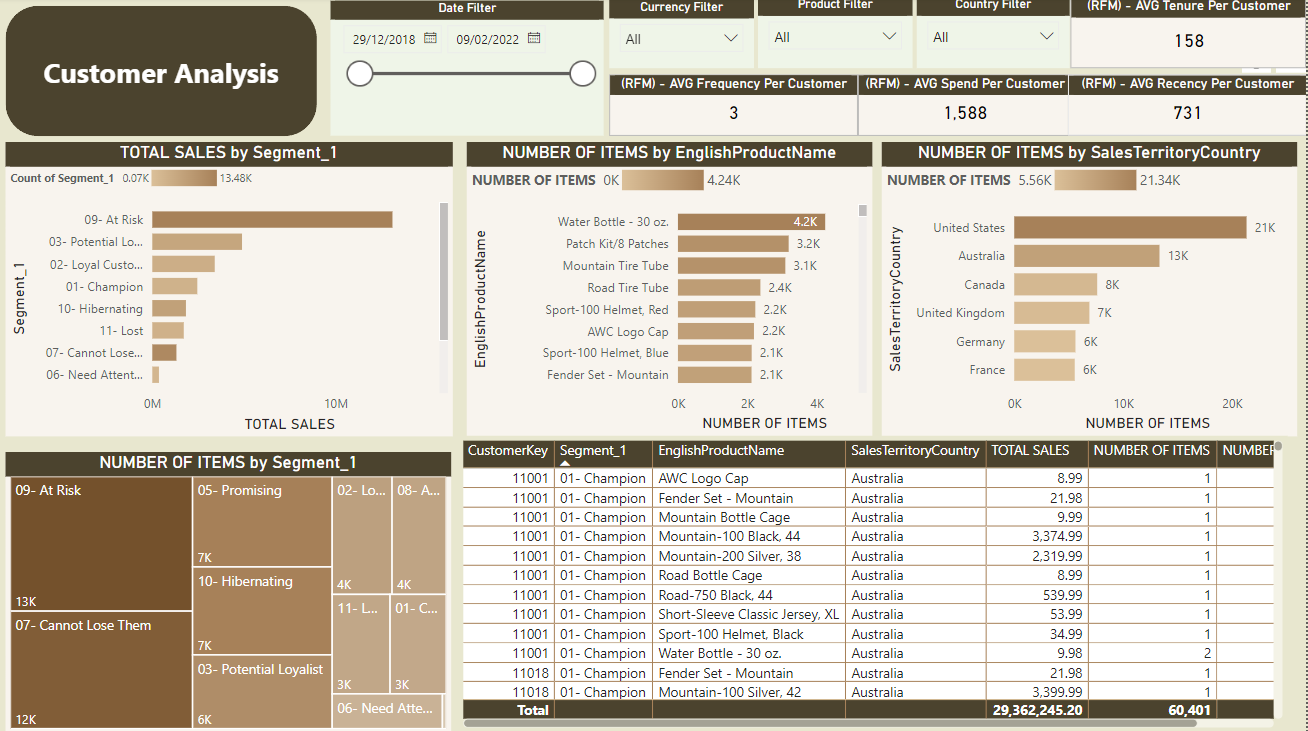 Customer Analysis
Date Filter
29/12/2018
09/02/2022
Currency Filter
All
Product Filter
All
Country Filter
All
(RFM) - AVG Tenure Per Customer
158
(RFM) - AVG Frequency Per Customer
3
(RFM) - AVG Spend Per Customer
1,588
(RFM) - AVG Recency Per Customer
731
TOTAL SALES by Segment_1
Count of Segment_1 0.07K 13.48K
Segment_1
09- At Risk
03- Potential Lo...
02- Loyal Custo...
01- Champion
10- Hibernating
11- Lost
07- Cannot Lose...
06- Need Attent...
0M 10M
TOTAL SALES
NUMBER OF ITEMS by EnglishProductName
NUMBER OF ITEMS 0K 4.24K
EnglishProductName
Water Bottle - 30 oz. 4.2K
Patch Kit/8 Patches 3.2K
Mountain Tire Tube 3.1K
Road Tire Tube 2.4K
Sport-100 Helmet, Red 2.2K
AWC Logo Cap 2.2K
Sport-100 Helmet, Blue 2.1K
Fender Set - Mountain 2.1K
0K 2K 4K
NUMBER OF ITEMS
NUMBER OF ITEMS by SalesTerritoryCountry
NUMBER OF ITEMS 5.56K 21.34K
SalesTerritoryCountry
United States 21K
Australia 13K
Canada 8K
United Kingdom 7K
Germany 6K
France 6K
0K 10K 20K
NUMBER OF ITEMS
NUMBER OF ITEMS by Segment_1
09- At Risk
13K
07- Cannot Lose Them
12K
05- Promising
7K
10- Hibernating
7K
03- Potential Loyalist
6K
02- Lo...
4K
08- A...
4K
11- L...
3K
01- C...
3K
06- Need Atte...
CustomerKey Segment_1 EnglishProductName SalesTerritoryCountry TOTAL SALES NUMBER OF ITEMS NUMBER
11001 01- Champion AWC Logo Cap Australia 8.99 1
11001 01- Champion Fender Set - Mountain Australia 21.98 1
11001 01- Champion Mountain Bottle Cage Australia 9.99 1
11001 01- Champion Mountain-100 Black, 44 Australia 3,374.99 1
11001 01- Champion Mountain-200 Silver, 38 Australia 2,319.99 1
11001 01- Champion Road Bottle Cage Australia 8.99 1
11001 01- Champion Road-750 Black, 44 Australia 539.99 1
11001 01- Champion Short-Sleeve Classic Jersey, XL Australia 53.99 1
11001 01- Champion Sport-100 Helmet, Black Australia 34.99 1
11001 01- Champion Water Bottle - 30 oz. Australia 9.98 2
11018 01- Champion Fender Set - Mountain Australia 21.98 1
11018 01- Champion Mountain-100 Silver, 42 Australia 3,399.99 1
Total 29,362,245.20 60,401